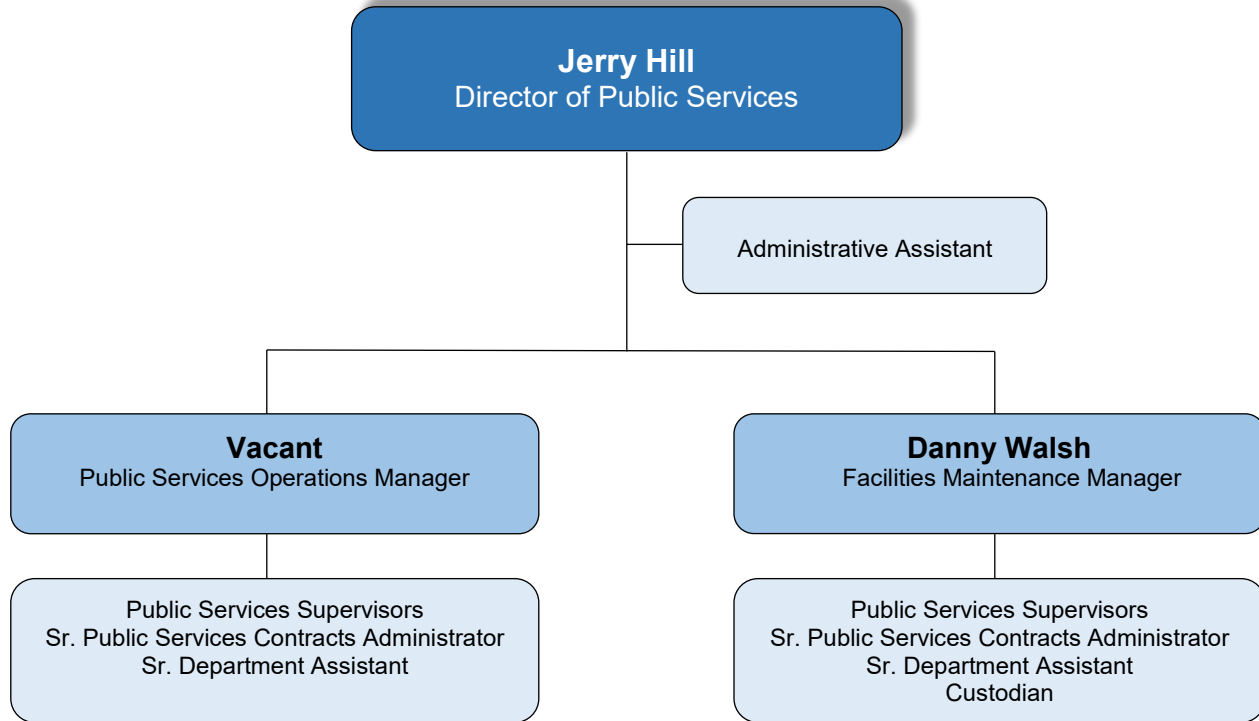 Jerry Hill
Director of Public Services
Administrative Assistant
Vacant
Public Services Operations Manager
Danny Walsh
Facilities Maintenance Manager
Public Services Supervisors
Sr. Public Services Contracts Administrator
Sr. Department Assistant
Public Services Supervisors
Sr. Public Services Contracts Administrator
Sr. Department Assistant
Custodian